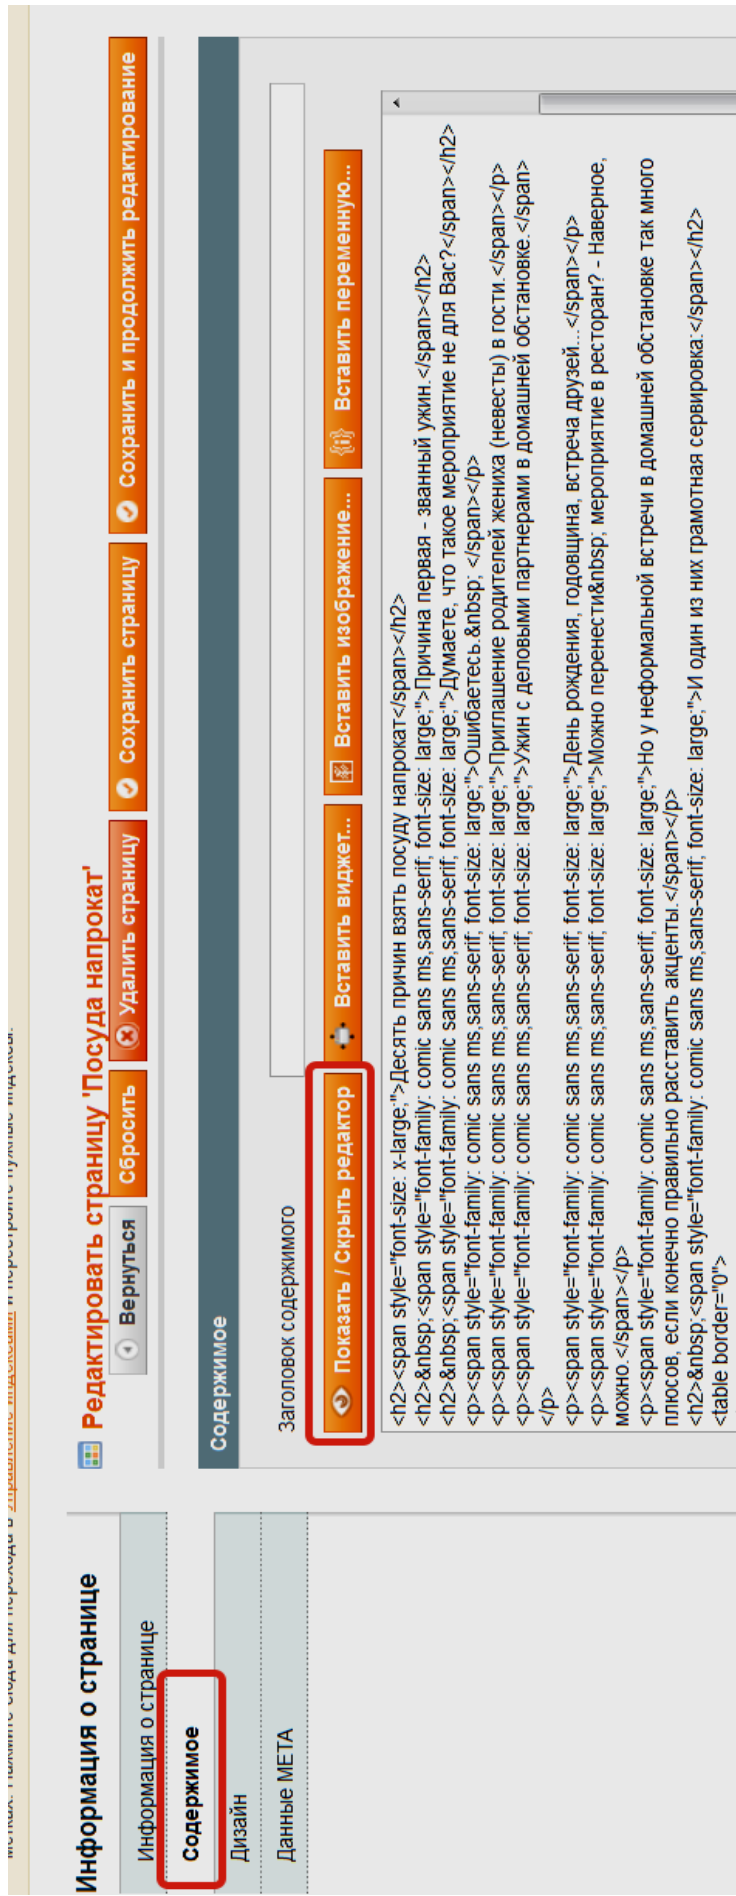 метках. Нажмите сюда для перехода в Управление индексами и перестройте нужные индексы.
Информация о странице
Информация о странице
Содержимое
Дизайн
Данные META
Редактировать страницу 'Посуда напрокат'
Вернуться
Сбросить
Удалить страницу
Сохранить страницу
Сохранить и продолжить редактирование
Содержимое
Заголовок содержимого
Показать / Скрыть редактор
Вставить виджет...
Вставить изображение...
Вставить переменную...
<h2><span style="font-size: x-large;">Десять причин взять посуду напрокат</span></h2>
<h2>&nbsp;<span style="font-family: comic sans ms,sans-serif; font-size: large;">Причина первая - званный ужин.</span></h2>
<h2>&nbsp;<span style="font-family: comic sans ms,sans-serif; font-size: large;">Думаете, что такое мероприятие не для Вас?</span></h2>
<p><span style="font-family: comic sans ms,sans-serif; font-size: large;">Ошибаетесь.&nbsp; </span></p>
<p><span style="font-family: comic sans ms,sans-serif; font-size: large;">Приглашение родителей жениха (невесты) в гости.</span></p>
<p><span style="font-family: comic sans ms,sans-serif; font-size: large;">Ужин с деловыми партнерами в домашней обстановке.</span>
</p>
<p><span style="font-family: comic sans ms,sans-serif; font-size: large;">День рождения, годовщина, встреча друзей...</span></p>
<p><span style="font-family: comic sans ms,sans-serif; font-size: large;">Можно перенести&nbsp; мероприятие в ресторан? - Наверное,
можно.</span></p>
<p><span style="font-family: comic sans ms,sans-serif; font-size: large;">Но у неформальной встречи в домашней обстановке так много
плюсов, если конечно правильно расставить акценты.</span></p>
<h2>&nbsp;<span style="font-family: comic sans ms,sans-serif; font-size: large;">И один из них грамотная сервировка.</span></h2>
<table border="0">